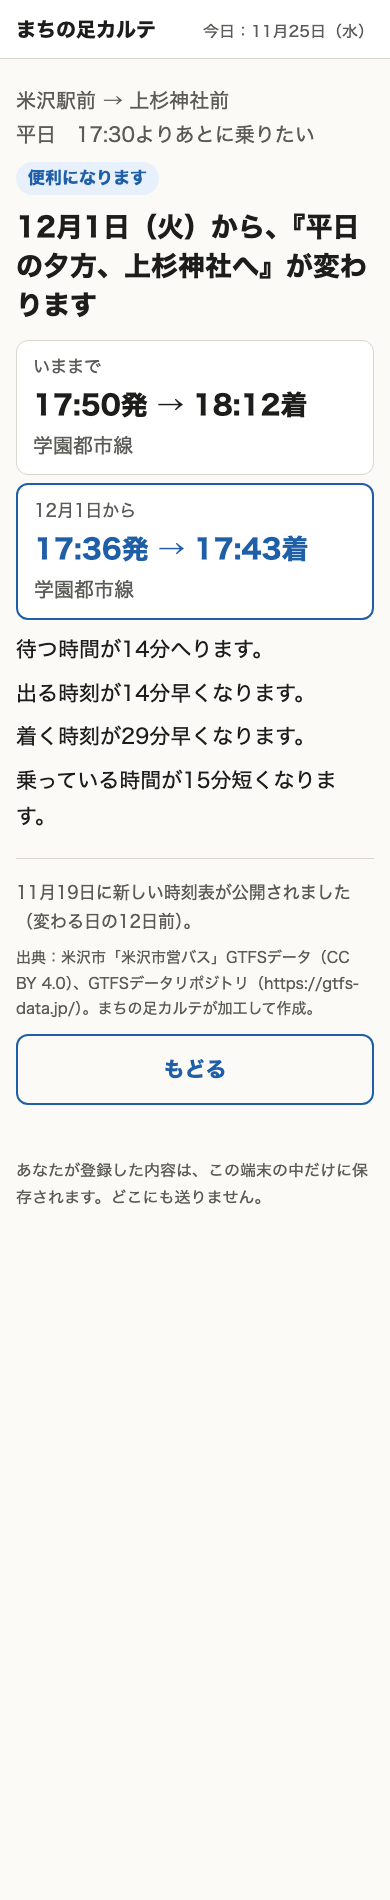 まちの足カルテ
今日：11月25日（水）
米沢駅前 → 上杉神社前
平日　17:30よりあとに乗りたい
便利になります
12月1日（火）から、『平日
の夕方、上杉神社へ』が変わ
ります
いままで
17:50発 → 18:12着
学園都市線
12月1日から
17:36発 → 17:43着
学園都市線
待つ時間が14分へります。
出る時刻が14分早くなります。
着く時刻が29分早くなります。
乗っている時間が15分短くなりま
す。
11月19日に新しい時刻表が公開されました
（変わる日の12日前）。
出典：米沢市「米沢市営バス」GTFSデータ（CC
BY 4.0）、GTFSデータリポジトリ（https://gtfs-
data.jp/）。まちの足カルテが加工して作成。
もどる
あなたが登録した内容は、この端末の中だけに保
存されます。どこにも送りません。